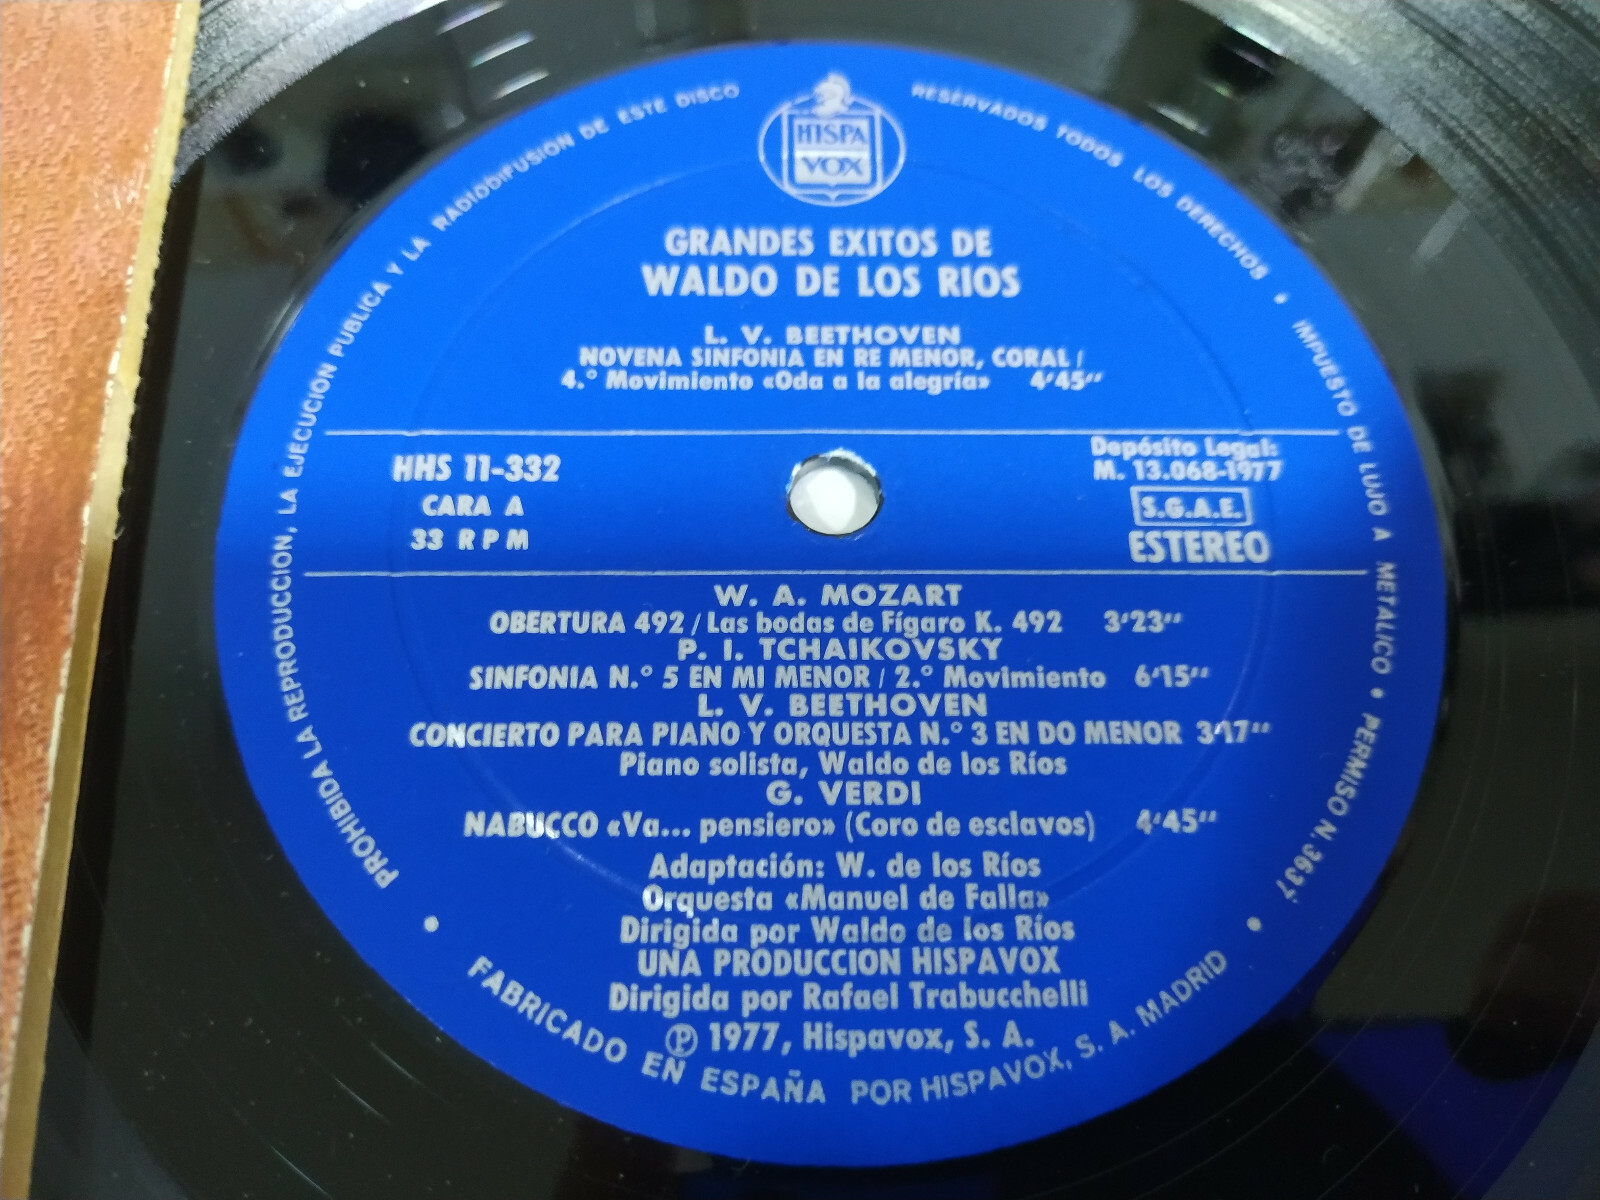 HISPA
VOX
GRANDES EXITOS DE
WALDO DE LOS RIOS
L. V. BEETHOVEN
NOVENA SINFONIA EN RE MENOR, CORAL /
4.° Movimiento «Oda a la alegría» 4'45''
HHS 11-332
CARA A
33 RPM
Depósito Legal:
M. 13.068-1977
S.G.A.E.
ESTEREO
W. A. MOZART
OBERTURA 492 / Las bodas de Fígaro K. 492 3'23''
P. I. TCHAIKOVSKY
SINFONIA N.° 5 EN MI MENOR / 2.° Movimiento 6'15''
L. V. BEETHOVEN
CONCIERTO PARA PIANO Y ORQUESTA N.° 3 EN DO MENOR 3'17''
Piano solista, Waldo de los Ríos
G. VERDI
NABUCCO «Va... pensiero» (Coro de esclavos) 4'45''
Adaptación: W. de los Ríos
Orquesta «Manuel de Falla»
Dirigida por Waldo de los Ríos
UNA PRODUCCION HISPAVOX
Dirigida por Rafael Trabucchelli
Ⓟ 1977, Hispavox, S. A.
PROHIBIDA LA REPRODUCCION, LA EJECUCION PUBLICA Y LA RADIODIFUSION DE ESTE DISCO
RESERVADOS TODOS LOS DERECHOS • IMPUESTO DE LUJO A METALICO • PERMISO N. 3637
• FABRICADO EN ESPAÑA POR HISPAVOX, S. A. MADRID •